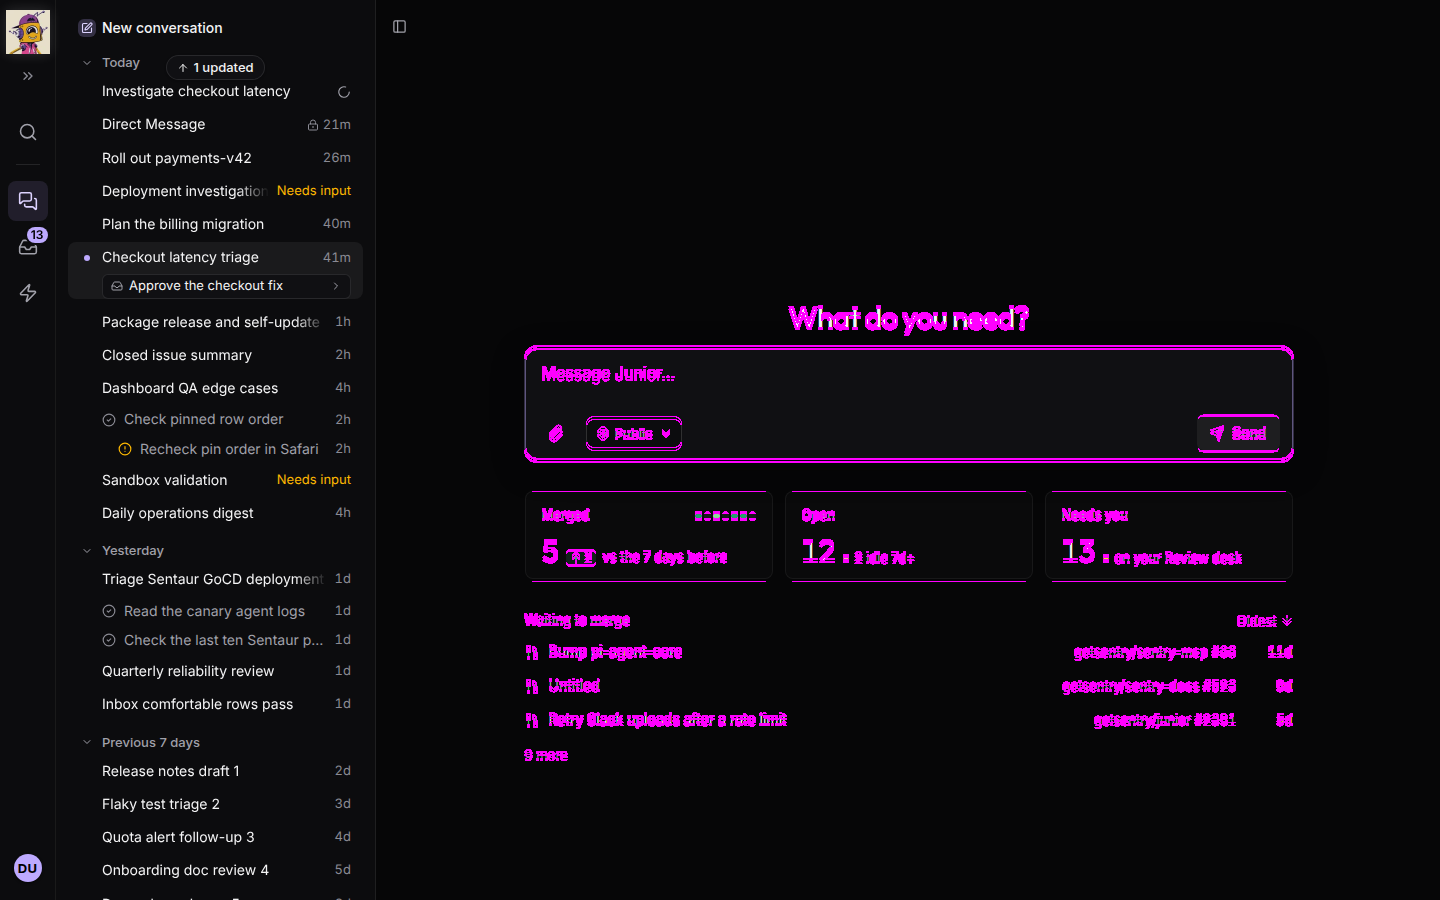 New conversation
Today
1 updated
Investigate checkout latency
Direct Message 21m
Roll out payments-v42 26m
Deployment investigation Needs input
Plan the billing migration 40m
13
Checkout latency triage 41m
Approve the checkout fix
Package release and self-update 1h
Closed issue summary 2h
Dashboard QA edge cases 4h
Check pinned row order 2h
Recheck pin order in Safari 2h
Sandbox validation Needs input
Daily operations digest 4h
Yesterday
Triage Sentaur GoCD deployment 1d
Read the canary agent logs 1d
Check the last ten Sentaur p... 1d
Quarterly reliability review 1d
Inbox comfortable rows pass 1d
Previous 7 days
Release notes draft 1 2d
Flaky test triage 2 3d
Quota alert follow-up 3 4d
Onboarding doc review 4 5d
DU
What do you need?
Message Junior...
Public
Send
Merged
5 vs the 7 days before
Open
12 2 idle 7d+
Needs you
13 on your Review desk
Waiting to merge
Oldest
Bump pi-agent-core getsentry/sentry-mcp 11d
Untitled getsentry/sentry-docs 9d
Retry Slack uploads after a rate limit getsentry/junior 5d
9 more